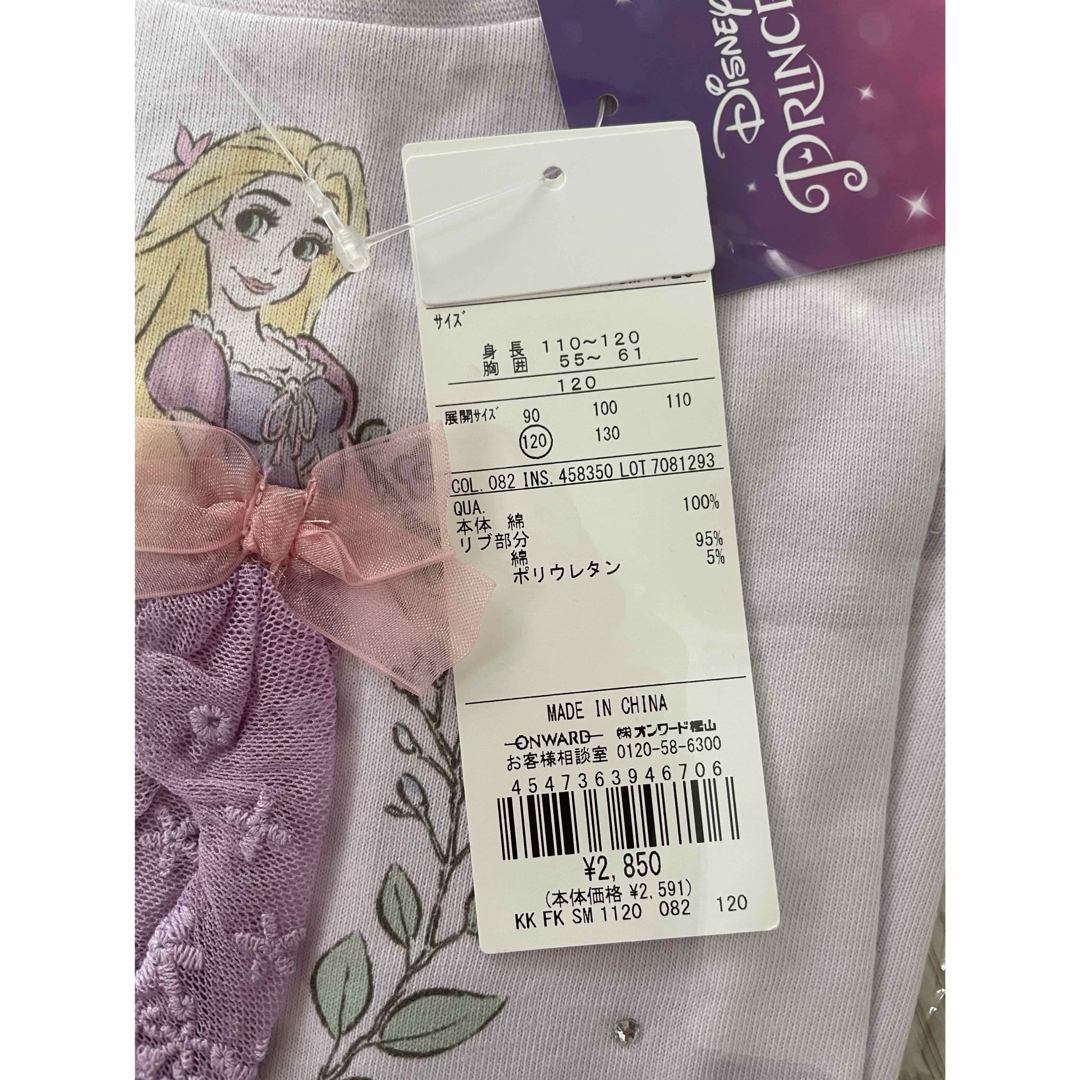 DISNEY
サイズ
身 長 110~120
胸 囲 55~ 61
120
展開サイズ 90 100 110
120 130
COL. 082 INS. 458350 LOT 7081293
QUA.
本体 綿 100%
リブ部分
綿 95%
ポリウレタン 5%
MADE IN CHINA
ONWARD ㈱オンワード樫山
お客様相談室 0120-58-6300
4547363946706
¥2,850
(本体価格 ¥2,591)
KK FK SM 1120 082 120